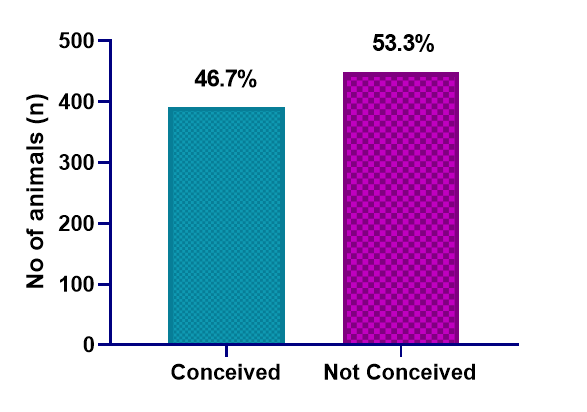 No of animals (n)
500
400
300
200
100
0
46.7%
53.3%
Conceived
Not Conceived